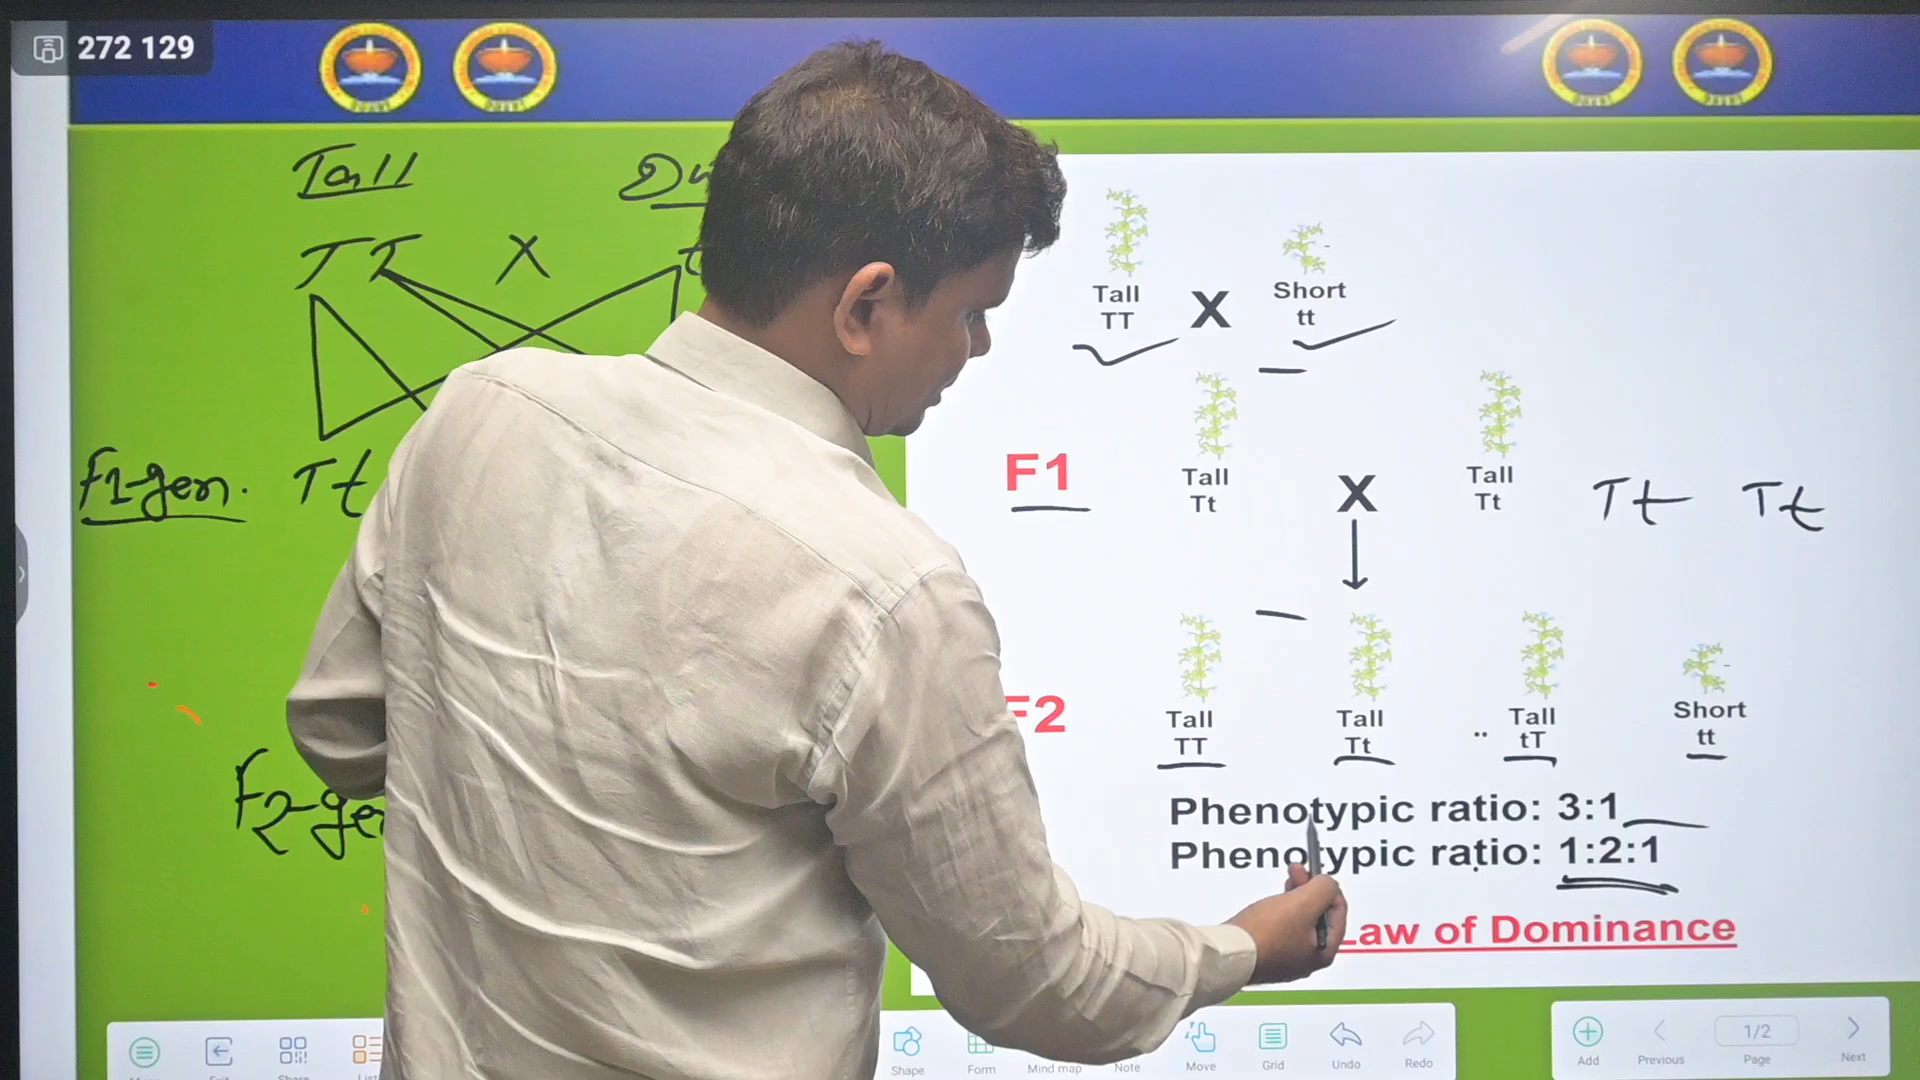 272 129
Tall
TT X
F1-gen. Tt
F2-ge
Tall
TT
X
Short
tt
F1
Tall
Tt
X
Tall
Tt
Tt Tt
F2
Tall
TT
Tall
Tt
Tall
tT
Short
tt
Phenotypic ratio: 3:1
Phenotypic ratio: 1:2:1
Law of Dominance
Shape
Form
Mind map
Note
Move
Grid
Undo
Redo
Add
Previous
1/2
Page
Next